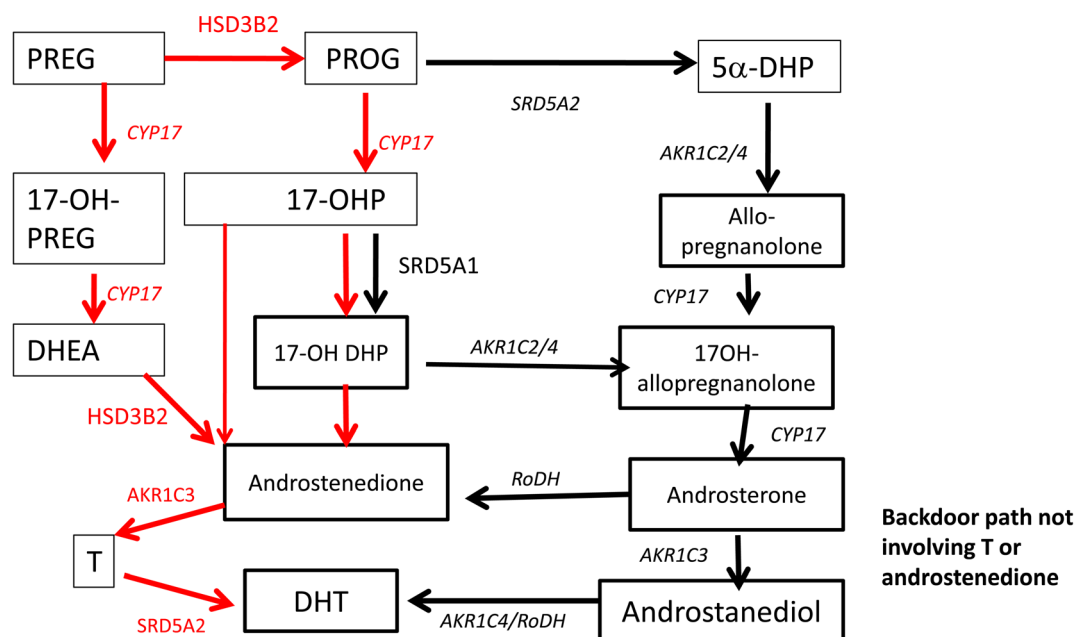 HSD3B2
PREG
PROG
5α-DHP
SRD5A2
CYP17
CYP17
AKR1C2/4
17-OH-
PREG
17-OHP
Allo-
pregnanolone
SRD5A1
CYP17
CYP17
DHEA
17-OH DHP
AKR1C2/4
17OH-
allopregnanolone
HSD3B2
CYP17
Androstenedione
RoDH
Androsterone
AKR1C3
Backdoor path not
involving T or
androstenedione
T
AKR1C3
DHT
Androstanediol
SRD5A2
AKR1C4/RoDH